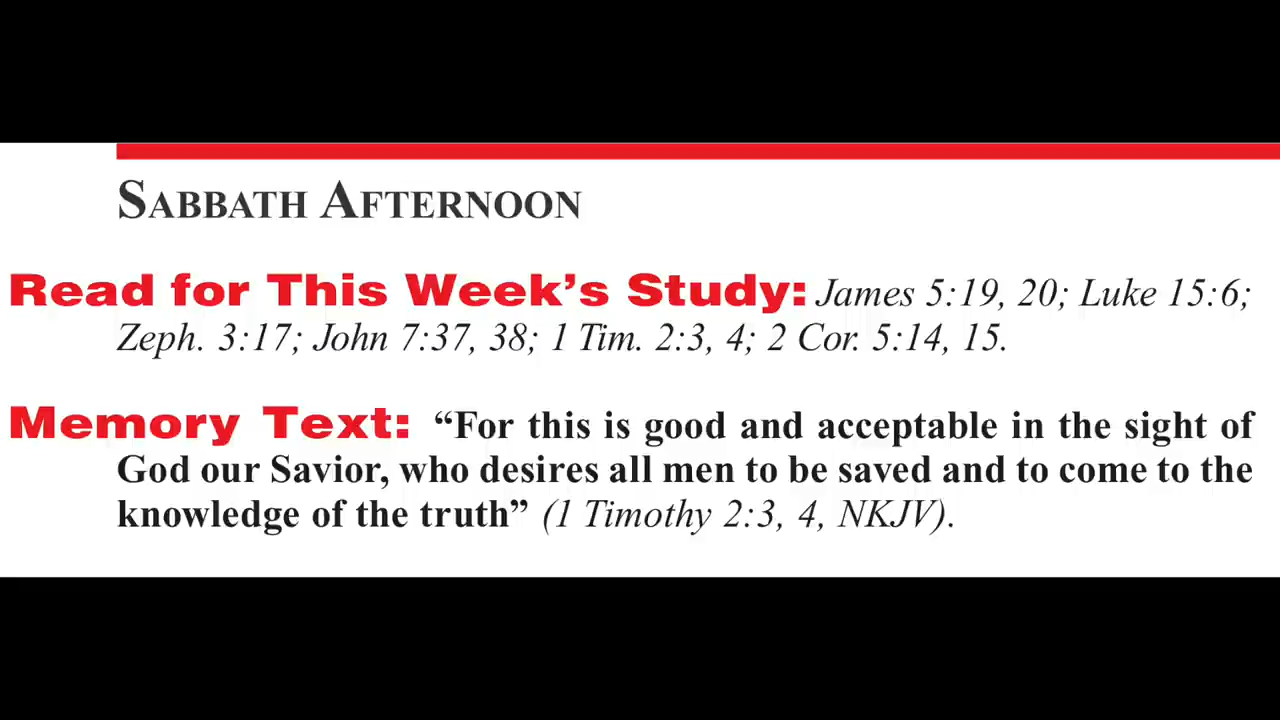 SABBATH AFTERNOON
Read for This Week’s Study: James 5:19, 20; Luke 15:6;
Zeph. 3:17; John 7:37, 38; 1 Tim. 2:3, 4; 2 Cor. 5:14, 15.
Memory Text: “For this is good and acceptable in the sight of
God our Savior, who desires all men to be saved and to come to the
knowledge of the truth” (1 Timothy 2:3, 4, NKJV).